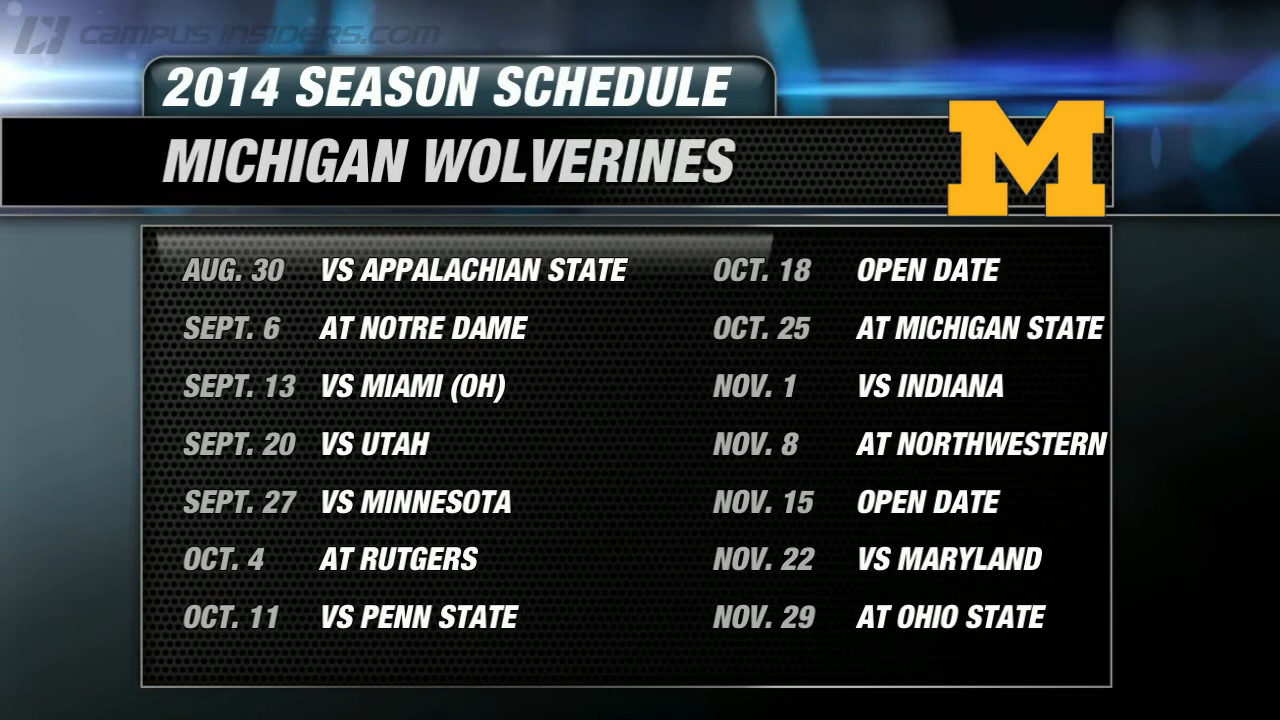 CAMPUS INSIDERS.COM
2014 SEASON SCHEDULE
MICHIGAN WOLVERINES
M
AUG. 30 VS APPALACHIAN STATE
SEPT. 6 AT NOTRE DAME
SEPT. 13 VS MIAMI (OH)
SEPT. 20 VS UTAH
SEPT. 27 VS MINNESOTA
OCT. 4 AT RUTGERS
OCT. 11 VS PENN STATE
OCT. 18 OPEN DATE
OCT. 25 AT MICHIGAN STATE
NOV. 1 VS INDIANA
NOV. 8 AT NORTHWESTERN
NOV. 15 OPEN DATE
NOV. 22 VS MARYLAND
NOV. 29 AT OHIO STATE